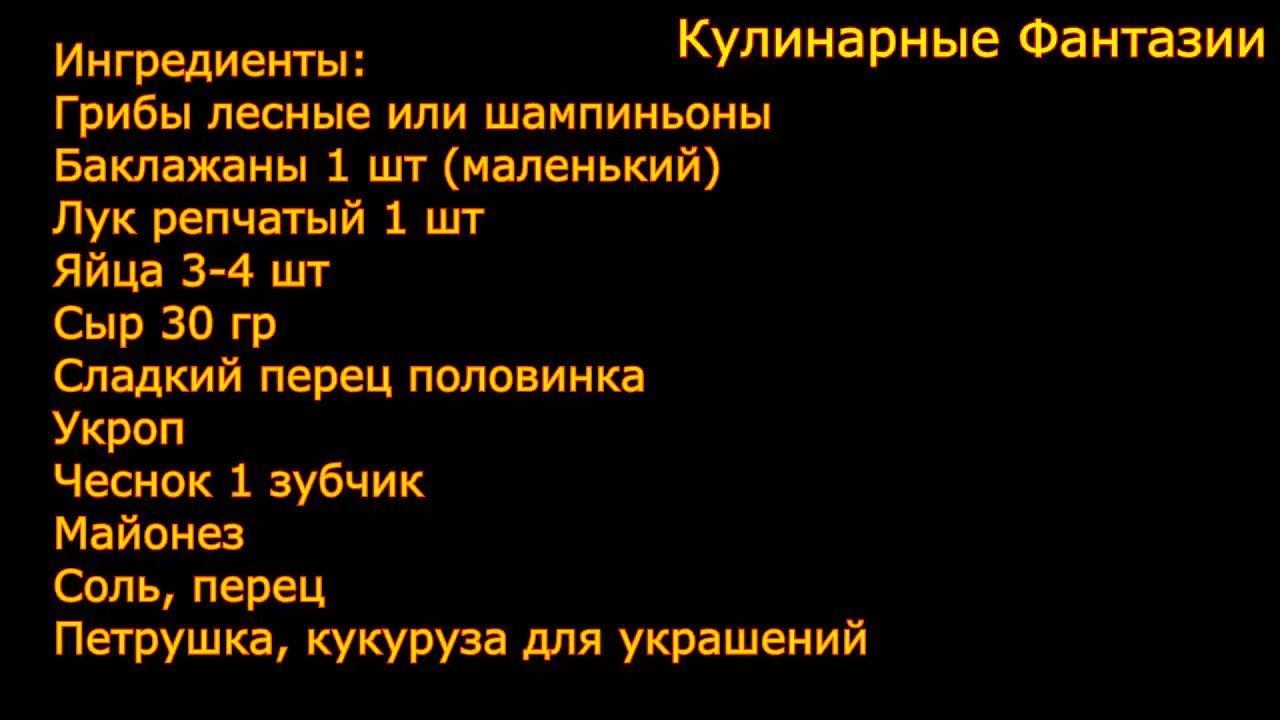 Кулинарные Фантазии
Ингредиенты:
Грибы лесные или шампиньоны
Баклажаны 1 шт (маленький)
Лук репчатый 1 шт
Яйца 3-4 шт
Сыр 30 гр
Сладкий перец половинка
Укроп
Чеснок 1 зубчик
Майонез
Соль, перец
Петрушка, кукуруза для украшений